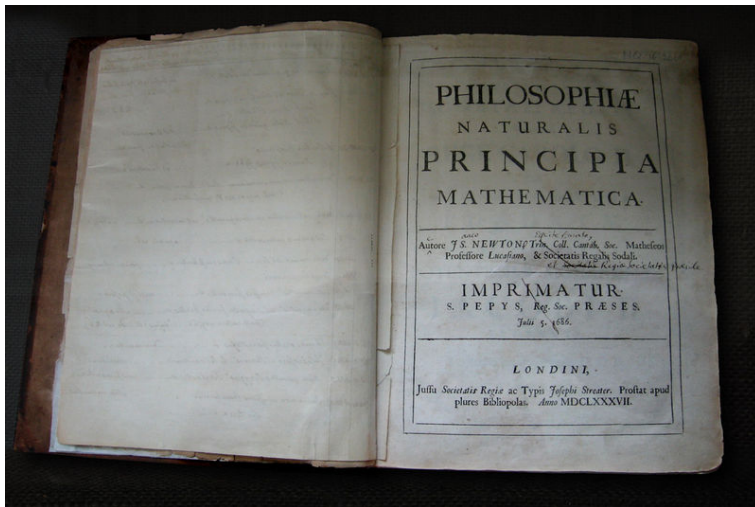 PHILOSOPHIÆ
NATURALIS
PRINCIPIA
MATHEMATICA.
Autore JS. NEWTON, Trin. Coll. Cantab. Soc. Matheseos
Professore Lucasiano, & Societatis Regalis Sodali.
IMPRIMATUR.
S. PEPYS, Reg. Soc. PRÆSES.
Julii 5. 1686.
LONDINI,
Jussu Societatis Regiæ ac Typis Josephi Streater. Prostat apud
plures Bibliopolas. Anno MDCLXXXVII.